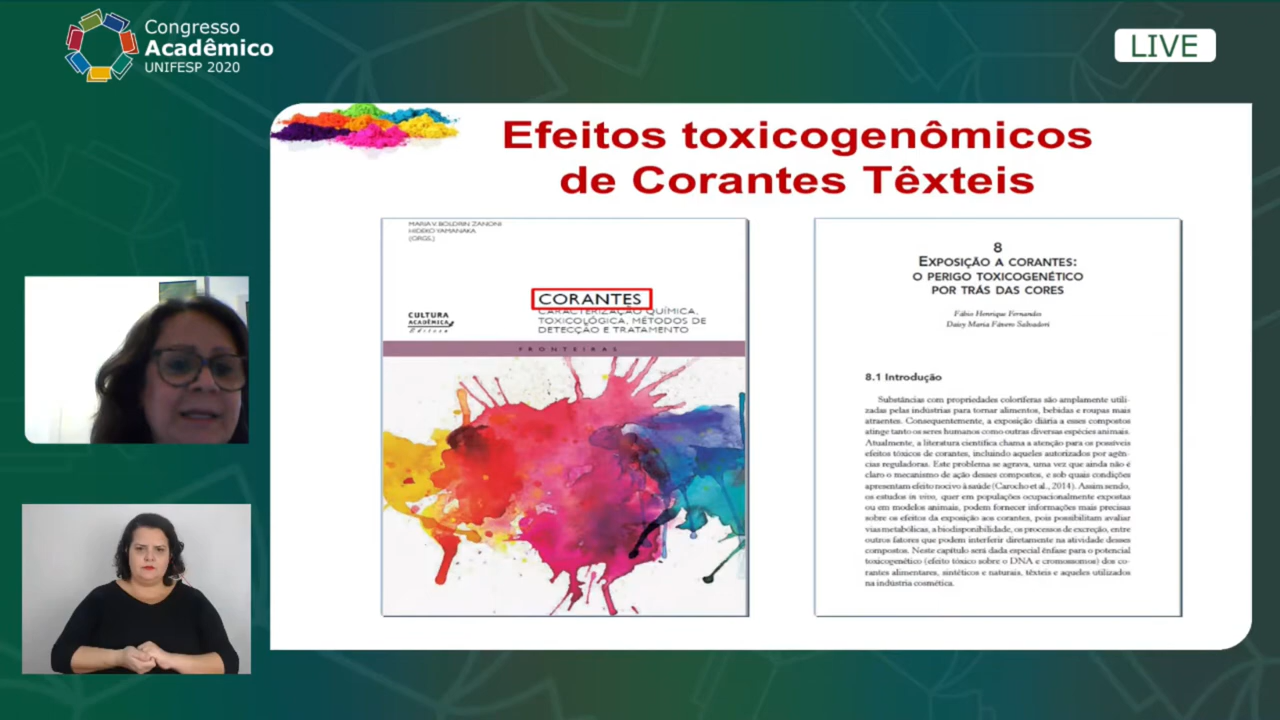 Congresso
Acadêmico
UNIFESP 2020
LIVE
Efeitos toxicogenômicos
de Corantes Têxteis
MARIA V. BOLDRIN ZANONI
HIDEKO YAMANAKA
(ORGS.)
CORANTES
CARACTERIZAÇÃO QUÍMICA,
TOXICOLÓGICA, MÉTODOS DE
DETECÇÃO E TRATAMENTO
CULTURA
ACADÊMICA
Editora
FRONTEIRAS
8
EXPOSIÇÃO A CORANTES:
O PERIGO TOXICOGENÉTICO
POR TRÁS DAS CORES
Fábio Henrique Fernandes
Daisy Maria Fávero Salvadori
8.1 Introdução
Substâncias com propriedades coloríferas são amplamente utili-
zadas pelas indústrias para tornar alimentos, bebidas e roupas mais
atraentes. Consequentemente, a exposição diária a esses compostos
atinge tanto os seres humanos como outras diversas espécies animais.
Atualmente, a literatura científica chama a atenção para os possíveis
efeitos tóxicos de corantes, incluindo aqueles autorizados por agên-
cias reguladoras. Este problema se agrava, uma vez que ainda não é
claro o mecanismo de ação desses compostos, e sob quais condições
apresentam efeito nocivo à saúde (Carocho et al., 2014). Assim sendo,
os estudos in vivo, quer em populações ocupacionalmente expostas
ou em modelos animais, podem fornecer informações mais precisas
sobre os efeitos da exposição aos corantes, pois possibilitam avaliar
vias metabólicas, a biodisponibilidade, os processos de excreção, entre
outros fatores que podem interferir diretamente na atividade desses
compostos. Neste capítulo será dada especial ênfase para o potencial
toxicogenético (efeito tóxico sobre o DNA e cromossomos) dos co-
rantes alimentares, sintéticos e naturais, têxteis e aqueles utilizados
na indústria cosmética.